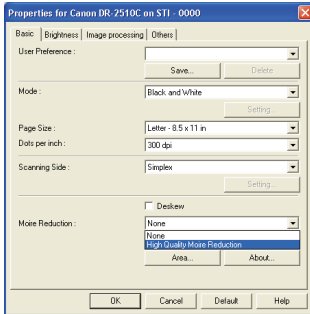 Properties for Canon DR-2510C on STI - 0000
Basic Brightness Image processing Others
User Preference :
Save... Delete
Mode : Black and White
Setting...
Page Size : Letter - 8.5 x 11 in
Dots per inch : 300 dpi
Scanning Side : Simplex
Setting...
Deskew
Moire Reduction : None
None
High Quality Moire Reduction
Area... About...
OK Cancel Default Help